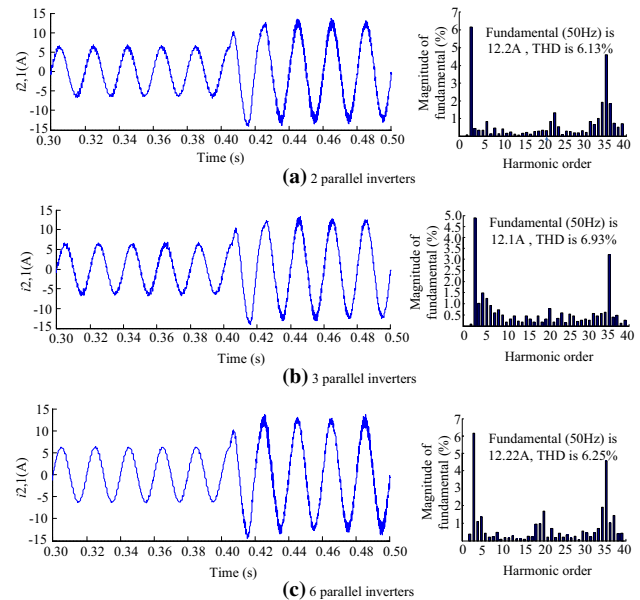 i2,1(A)
15
10
5
0
-5
-10
-15
0.30 0.32 0.34 0.36 0.38 0.40 0.42 0.44 0.46 0.48 0.50
Time (s)
Magnitude of
fundamental (%)
7
6
5
4
3
2
1
0
Fundamental (50Hz) is
12.2A , THD is 6.13%
0 5 10 15 20 25 30 35 40
Harmonic order
(a) 2 parallel inverters
i2,1(A)
15
10
5
0
-5
-10
-15
0.30 0.32 0.34 0.36 0.38 0.40 0.42 0.44 0.46 0.48 0.50
Time (s)
Magnitude of
fundamental (%)
5.0
4.5
4.0
3.5
3.0
2.5
2.0
1.5
1.0
0.5
Fundamental (50Hz) is
12.1A , THD is 6.93%
0 5 10 15 20 25 30 35 40
Harmonic order
(b) 3 parallel inverters
i2,1(A)
15
10
5
0
-5
-10
-15
0.30 0.32 0.34 0.36 0.38 0.40 0.42 0.44 0.46 0.48 0.50
Time (s)
Magnitude of
fundamental (%)
7
6
5
4
3
2
1
Fundamental (50Hz) is
12.22A , THD is 6.25%
0 5 10 15 20 25 30 35 40
Harmonic order
(c) 6 parallel inverters